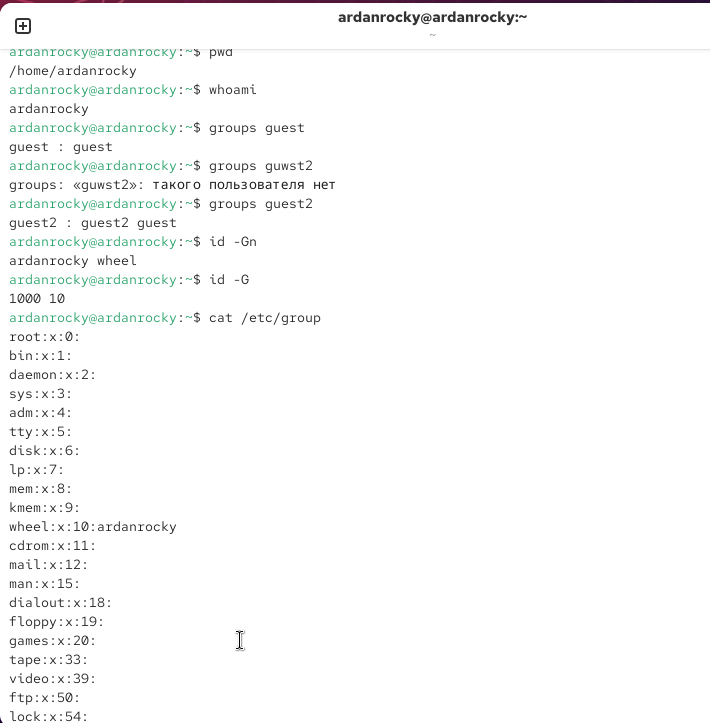 ardanrocky@ardanrocky:~
~
ardanrocky@ardanrocky:~$ pwd
/home/ardanrocky
ardanrocky@ardanrocky:~$ whoami
ardanrocky
ardanrocky@ardanrocky:~$ groups guest
guest : guest
ardanrocky@ardanrocky:~$ groups guwst2
groups: «guwst2»: такого пользователя нет
ardanrocky@ardanrocky:~$ groups guest2
guest2 : guest2 guest
ardanrocky@ardanrocky:~$ id -Gn
ardanrocky wheel
ardanrocky@ardanrocky:~$ id -G
1000 10
ardanrocky@ardanrocky:~$ cat /etc/group
root:x:0:
bin:x:1:
daemon:x:2:
sys:x:3:
adm:x:4:
tty:x:5:
disk:x:6:
lp:x:7:
mem:x:8:
kmem:x:9:
wheel:x:10:ardanrocky
cdrom:x:11:
mail:x:12:
man:x:15:
dialout:x:18:
floppy:x:19:
games:x:20:
tape:x:33:
video:x:39:
ftp:x:50:
lock:x:54: